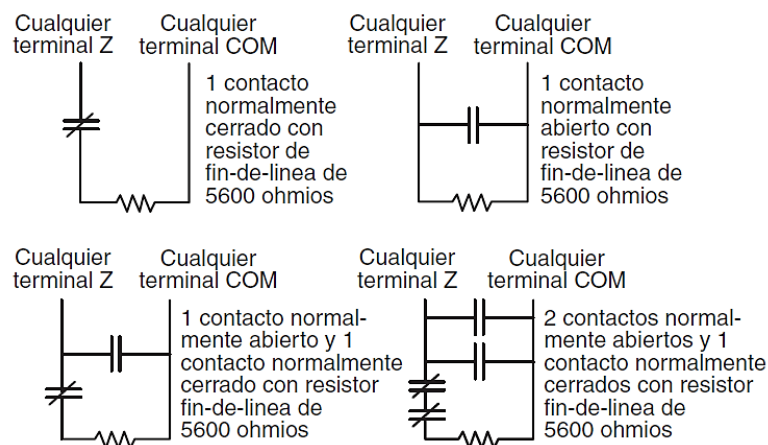 Cualquier
terminal Z
Cualquier
terminal COM
1 contacto
normalmente
cerrado con
resistor de
fin-de-linea de
5600 ohmios
Cualquier
terminal Z
Cualquier
terminal COM
1 contacto
normalmente
abierto con
resistor de
fin-de-linea de
5600 ohmios
Cualquier
terminal Z
Cualquier
terminal COM
1 contacto normal-
mente abierto y 1
contacto normalmente
cerrado con resistor
fin-de-linea de
5600 ohmios
Cualquier
terminal Z
Cualquier
terminal COM
2 contactos normal-
mente abiertos y 1
contacto normalmente
cerrados con resistor
fin-de-linea de
5600 ohmios